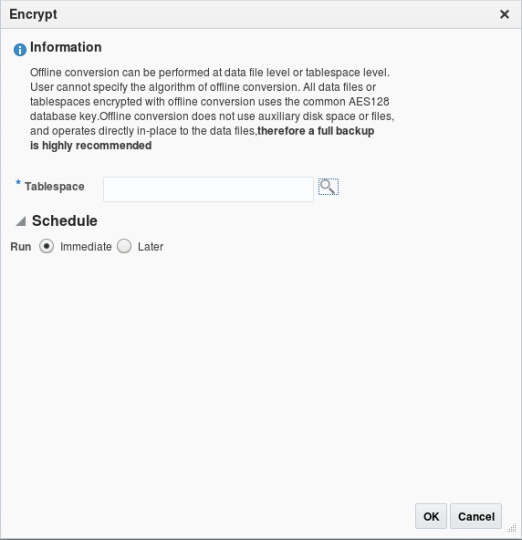 Encrypt
Information
Offline conversion can be performed at data file level or tablespace level.
User cannot specify the algorithm of offline conversion. All data files or
tablespaces encrypted with offline conversion uses the common AES128
database key.Offline conversion does not use auxiliary disk space or files,
and operates directly in-place to the data files,therefore a full backup
is highly recommended
* Tablespace
Schedule
Run Immediate Later
OK Cancel